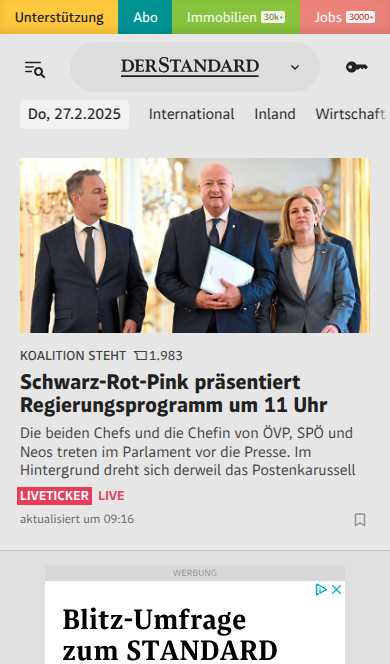 Unterstützung Abo Immobilien 30k+ Jobs 3000+
DERSTANDARD
Do, 27.2.2025 International Inland Wirtschaft
KOALITION STEHT 1.983
Schwarz-Rot-Pink präsentiert
Regierungsprogramm um 11 Uhr
Die beiden Chefs und die Chefin von ÖVP, SPÖ und
Neos treten im Parlament vor die Presse. Im
Hintergrund dreht sich derweil das Postenkarussell
LIVETICKER LIVE
aktualisiert um 09:16
WERBUNG
Blitz-Umfrage
zum STANDARD